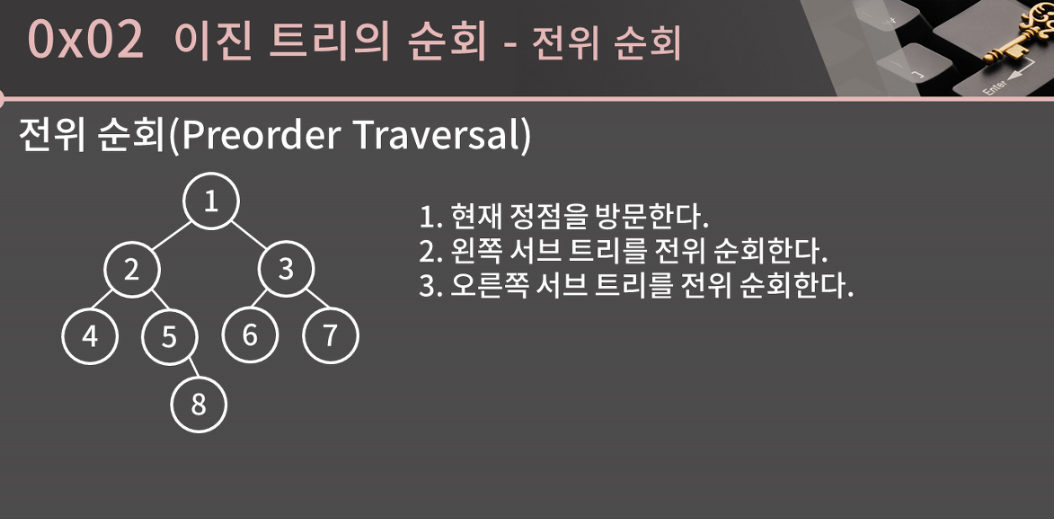 0x02 이진 트리의 순회 - 전위 순회
Enter
전위 순회(Preorder Traversal)
1. 현재 정점을 방문한다.
2. 왼쪽 서브 트리를 전위 순회한다.
3. 오른쪽 서브 트리를 전위 순회한다.
1
2 3
4 5 6 7
8